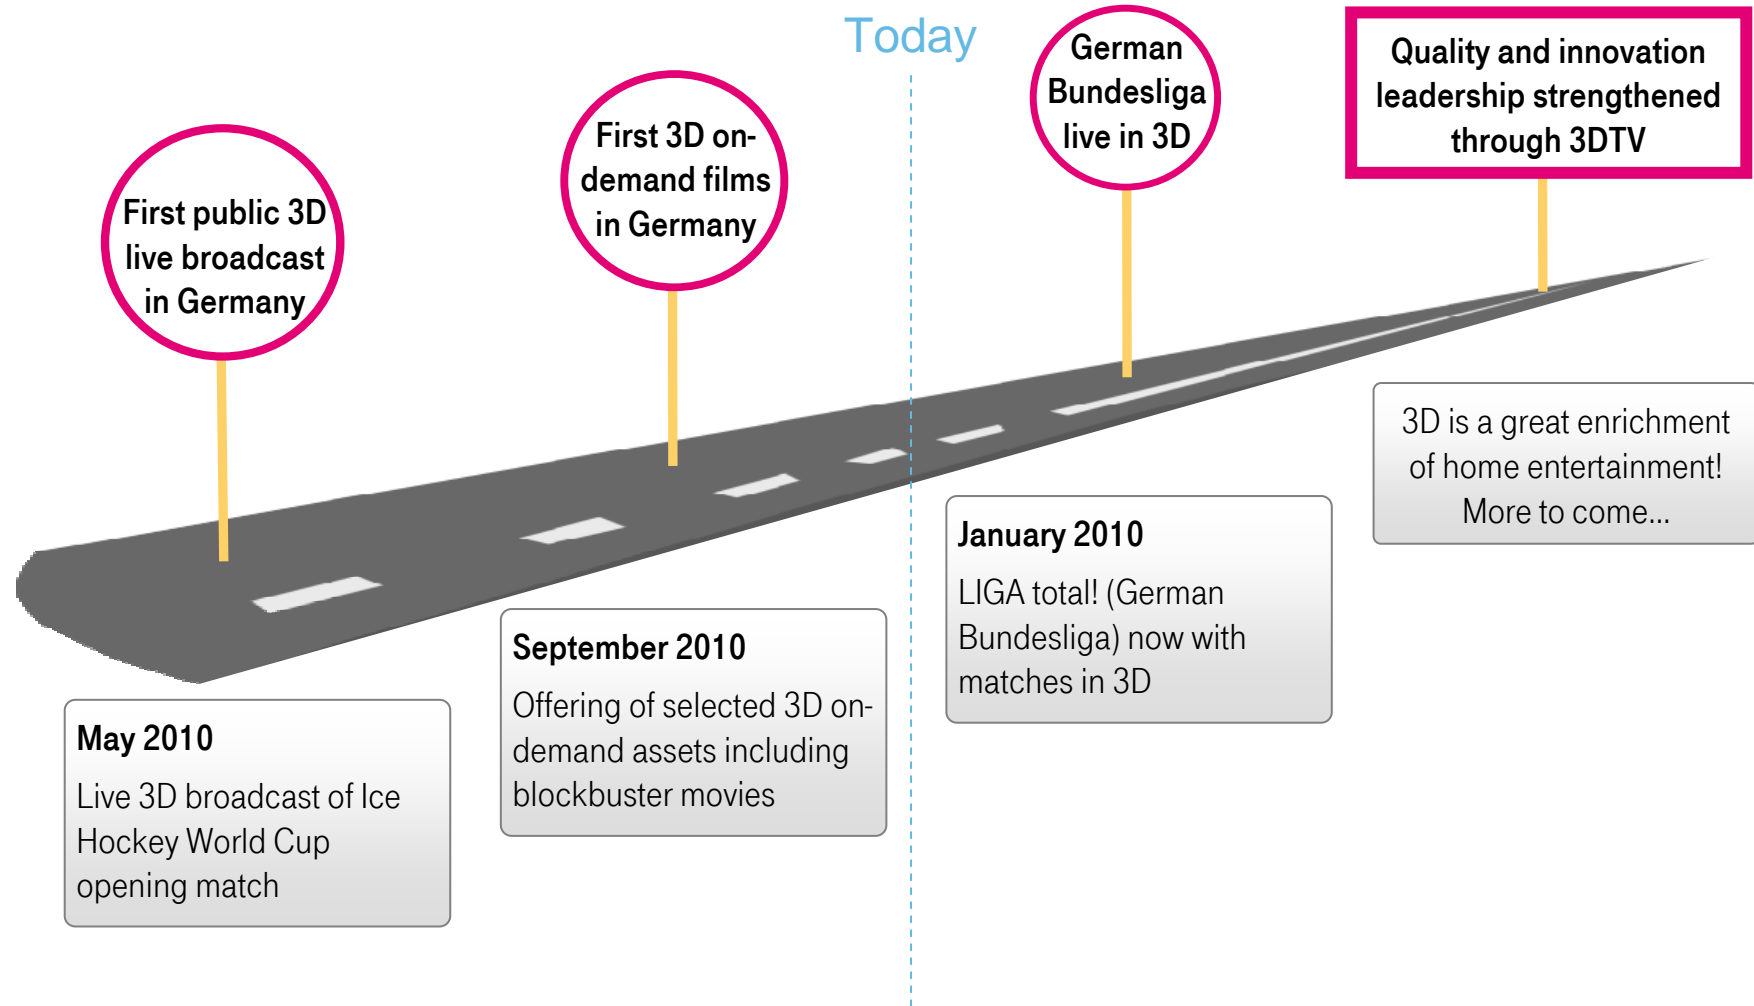 Today
First public 3D
live broadcast
in Germany
First 3D on-
demand films
in Germany
German
Bundesliga
live in 3D
Quality and innovation
leadership strengthened
through 3DTV
May 2010
Live 3D broadcast of Ice
Hockey World Cup
opening match
September 2010
Offering of selected 3D on-
demand assets including
blockbuster movies
January 2010
LIGA total! (German
Bundesliga) now with
matches in 3D
3D is a great enrichment
of home entertainment!
More to come...